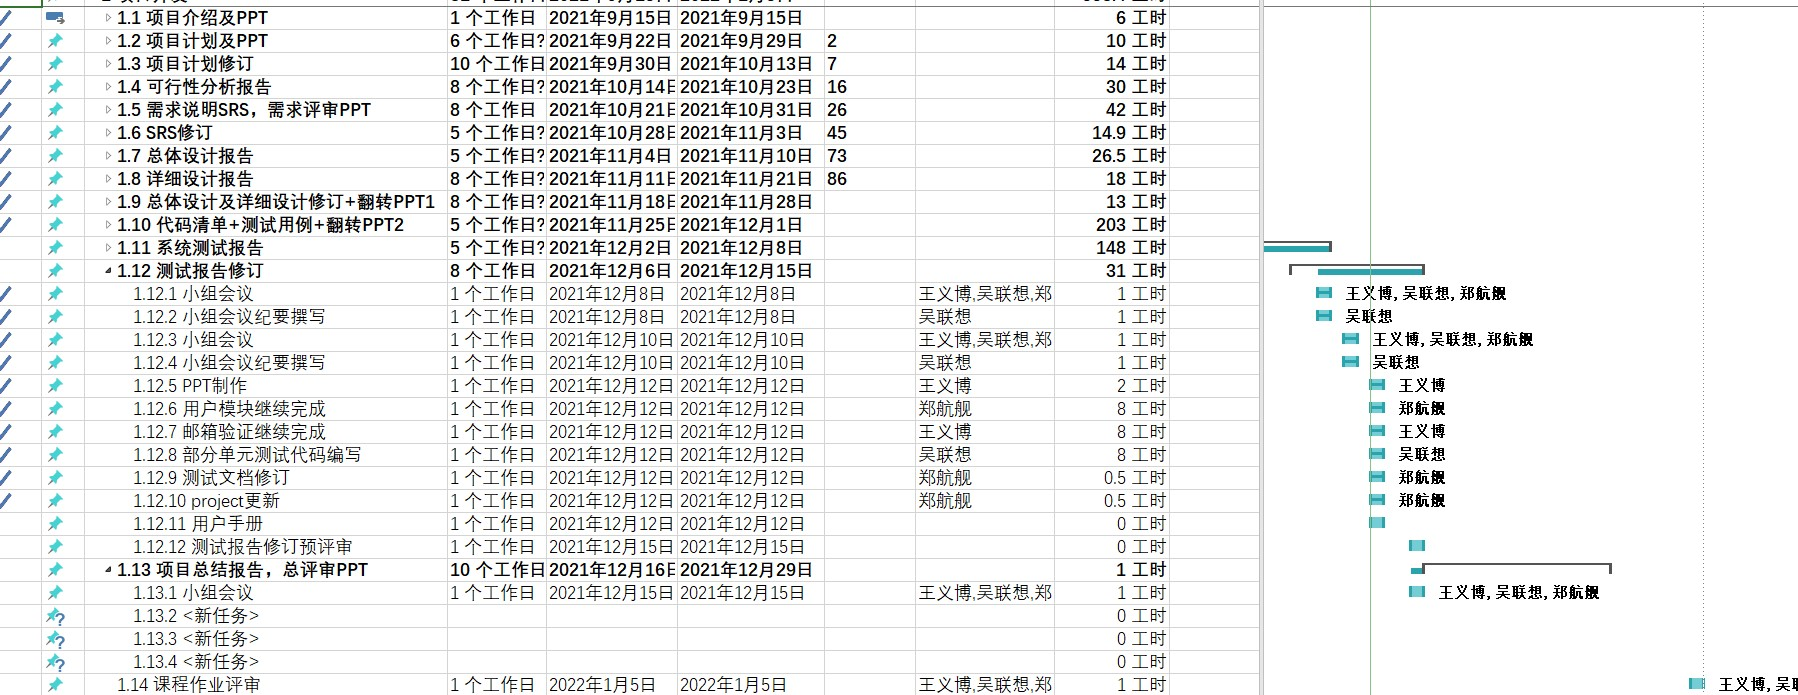 1.1 项目介绍及PPT 1 个工作日 2021年9月15日 2021年9月15日 6 工时
1.2 项目计划及PPT 6 个工作日? 2021年9月22日 2021年9月29日 2 10 工时
1.3 项目计划修订 10 个工作日 2021年9月30日 2021年10月13日 7 14 工时
1.4 可行性分析报告 8 个工作日? 2021年10月14日 2021年10月23日 16 30 工时
1.5 需求说明SRS，需求评审PPT 8 个工作日 2021年10月21日 2021年10月31日 26 42 工时
1.6 SRS修订 5 个工作日? 2021年10月28日 2021年11月3日 45 14.9 工时
1.7 总体设计报告 5 个工作日? 2021年11月4日 2021年11月10日 73 26.5 工时
1.8 详细设计报告 8 个工作日? 2021年11月11日 2021年11月21日 86 18 工时
1.9 总体设计及详细设计修订+翻转PPT1 8 个工作日? 2021年11月18日 2021年11月28日 13 工时
1.10 代码清单+测试用例+翻转PPT2 5 个工作日? 2021年11月25日 2021年12月1日 203 工时
1.11 系统测试报告 5 个工作日? 2021年12月2日 2021年12月8日 148 工时
1.12 测试报告修订 8 个工作日 2021年12月6日 2021年12月15日 31 工时
1.12.1 小组会议 1 个工作日 2021年12月8日 2021年12月8日 王义博,吴联想,郑 1 工时 王义博, 吴联想, 郑航舰
1.12.2 小组会议纪要撰写 1 个工作日 2021年12月8日 2021年12月8日 吴联想 1 工时 吴联想
1.12.3 小组会议 1 个工作日 2021年12月10日 2021年12月10日 王义博,吴联想,郑 1 工时 王义博, 吴联想, 郑航舰
1.12.4 小组会议纪要撰写 1 个工作日 2021年12月10日 2021年12月10日 吴联想 1 工时 吴联想
1.12.5 PPT制作 1 个工作日 2021年12月12日 2021年12月12日 王义博 2 工时 王义博
1.12.6 用户模块继续完成 1 个工作日 2021年12月12日 2021年12月12日 郑航舰 8 工时 郑航舰
1.12.7 邮箱验证继续完成 1 个工作日 2021年12月12日 2021年12月12日 王义博 8 工时 王义博
1.12.8 部分单元测试代码编写 1 个工作日 2021年12月12日 2021年12月12日 吴联想 8 工时 吴联想
1.12.9 测试文档修订 1 个工作日 2021年12月12日 2021年12月12日 郑航舰 0.5 工时 郑航舰
1.12.10 project更新 1 个工作日 2021年12月12日 2021年12月12日 郑航舰 0.5 工时 郑航舰
1.12.11 用户手册 1 个工作日 2021年12月12日 2021年12月12日 0 工时
1.12.12 测试报告修订预评审 1 个工作日 2021年12月15日 2021年12月15日 0 工时
1.13 项目总结报告，总评审PPT 10 个工作日 2021年12月16日 2021年12月29日 1 工时
1.13.1 小组会议 1 个工作日 2021年12月15日 2021年12月15日 王义博,吴联想,郑 1 工时 王义博, 吴联想, 郑航舰
1.13.2 <新任务> 0 工时
1.13.3 <新任务> 0 工时
1.13.4 <新任务> 0 工时
1.14 课程作业评审 1 个工作日 2022年1月5日 2022年1月5日 王义博,吴联想,郑 1 工时 王义博, 吴